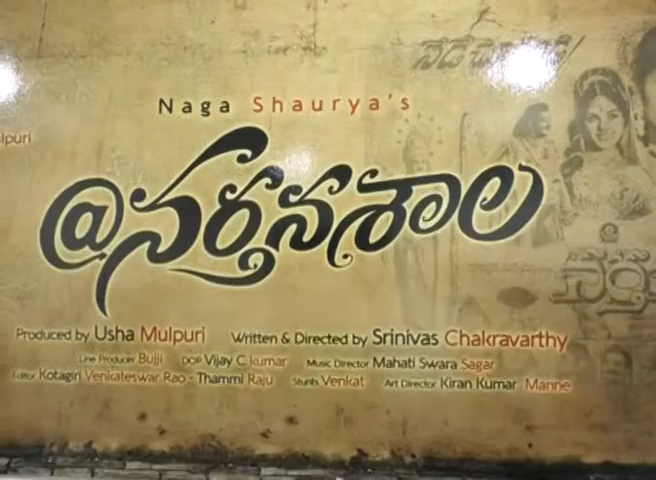 Naga Shaurya's
lpuri
@నర్తనశాల
Produced by Usha Mulpuri Written & Directed by Srinivas Chakravarthy
Line Producer Bujji DOP Vijay C kumar Music Director Mahati Swara Sagar
Editor Kotagiri Venkateswar Rao - Thammi Raju Stunts Venkat Art Director Kiran Kumar Manne